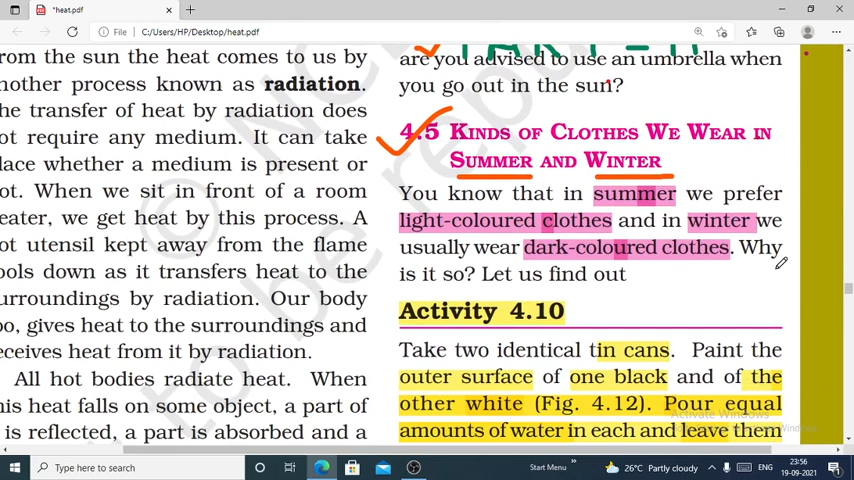 *heat.pdf
File
C:/Users/HP/Desktop/heat.pdf
rom the sun the heat comes to us by
nother process known as radiation.
he transfer of heat by radiation does
ot require any medium. It can take
lace whether a medium is present or
ot. When we sit in front of a room
eater, we get heat by this process. A
ot utensil kept away from the flame
ools down as it transfers heat to the
urroundings by radiation. Our body
oo, gives heat to the surroundings and
eceives heat from it by radiation.
All hot bodies radiate heat. When
his heat falls on some object, a part of
is reflected, a part is absorbed and a
PART - II
are you advised to use an umbrella when
you go out in the sun?
4.5 KINDS OF CLOTHES WE WEAR IN
SUMMER AND WINTER
You know that in summer we prefer
light-coloured clothes and in winter we
usually wear dark-coloured clothes. Why
is it so? Let us find out
Activity 4.10
Take two identical tin cans. Paint the
outer surface of one black and of the
other white (Fig. 4.12). Pour equal
amounts of water in each and leave them
Activate Windows
Type here to search
Start Menu
26°C Partly cloudy
ENG
23:56
19-09-2021